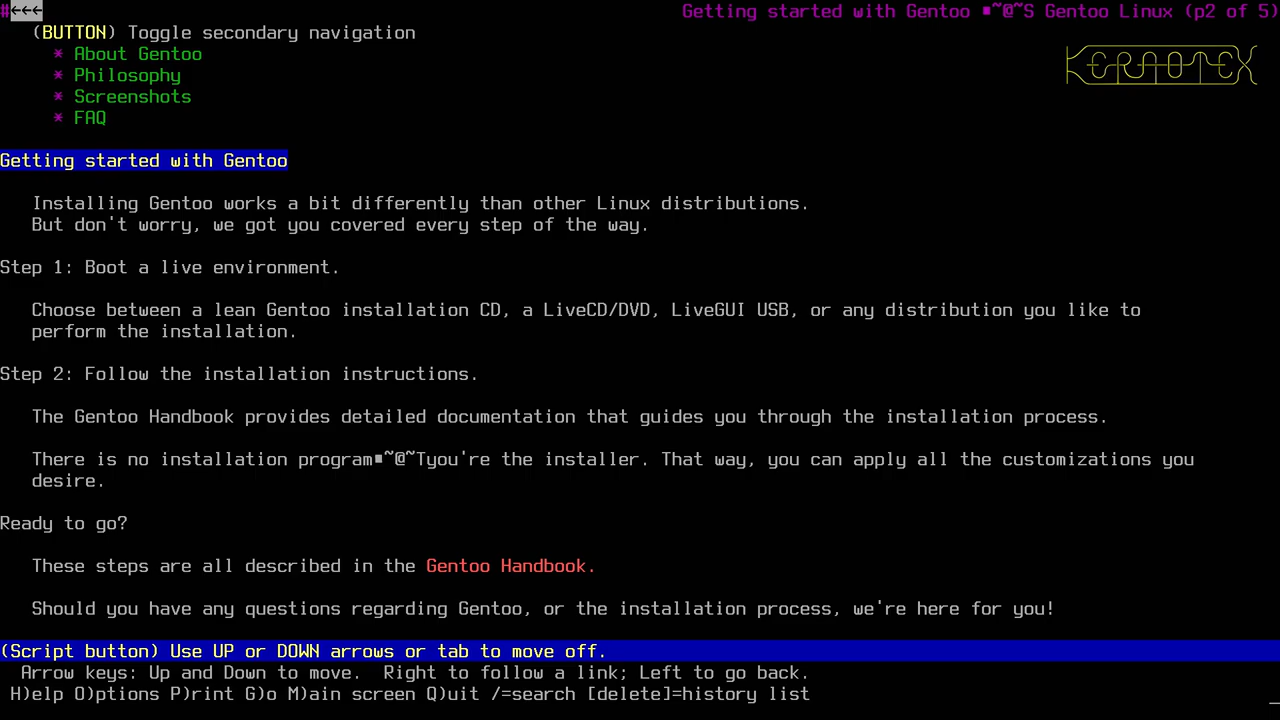 #←←← Getting started with Gentoo ▪~@~S Gentoo Linux (p2 of 5)
(BUTTON) Toggle secondary navigation
* About Gentoo
* Philosophy
* Screenshots
* FAQ
KERAOTEX
Getting started with Gentoo
Installing Gentoo works a bit differently than other Linux distributions.
But don't worry, we got you covered every step of the way.
Step 1: Boot a live environment.
Choose between a lean Gentoo installation CD, a LiveCD/DVD, LiveGUI USB, or any distribution you like to
perform the installation.
Step 2: Follow the installation instructions.
The Gentoo Handbook provides detailed documentation that guides you through the installation process.
There is no installation program▪~@~Tyou're the installer. That way, you can apply all the customizations you
desire.
Ready to go?
These steps are all described in the Gentoo Handbook.
Should you have any questions regarding Gentoo, or the installation process, we're here for you!
(Script button) Use UP or DOWN arrows or tab to move off.
Arrow keys: Up and Down to move. Right to follow a link; Left to go back.
H)elp O)ptions P)rint G)o M)ain screen Q)uit /=search [delete]=history list